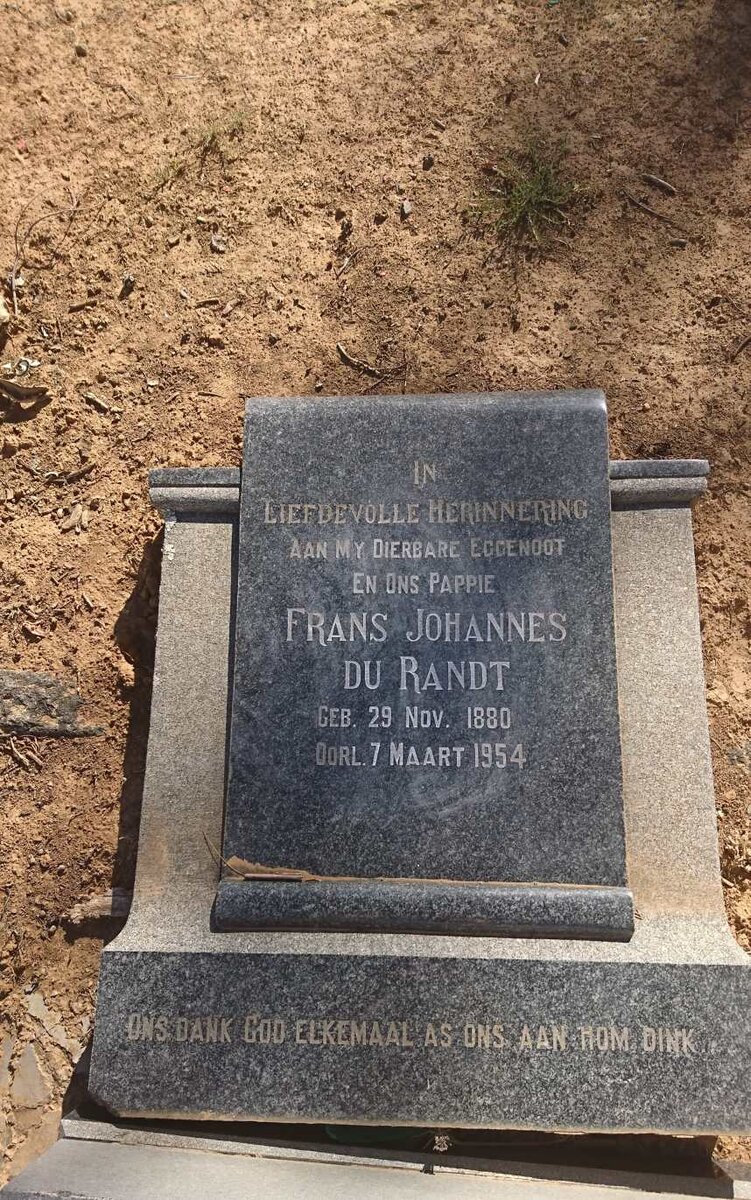 IN
LIEFDEVOLLE HERINNERING
AAN MY DIERBARE EGGENOOT
EN ONS PAPPIE
FRANS JOHANNES
DU RANDT
GEB. 29 NOV. 1880
OORL. 7 MAART 1954
ONS DANK GOD ELKEMAAL AS ONS AAN HOM DINK